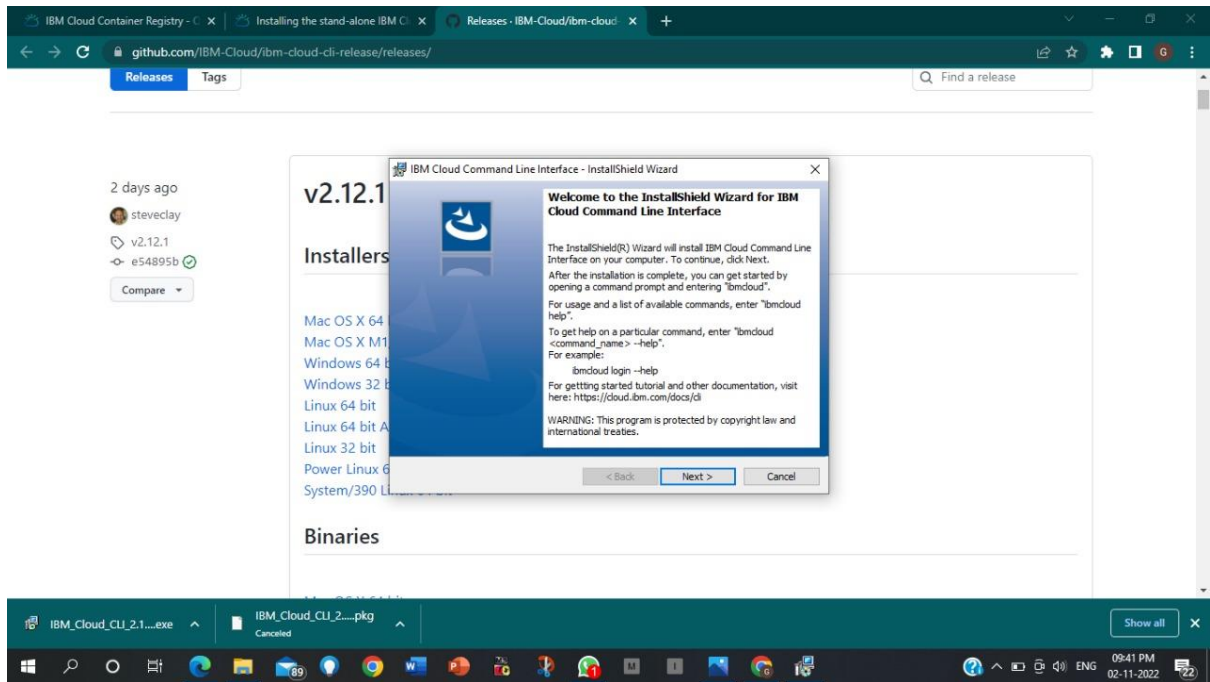 IBM Cloud Container Registry - C
Installing the stand-alone IBM Cl
Releases · IBM-Cloud/ibm-cloud-
github.com/IBM-Cloud/ibm-cloud-cli-release/releases/
G
Releases Tags
Find a release
2 days ago
steveclay
v2.12.1
e54895b
Compare
v2.12.1
Installers
Mac OS X 64
Mac OS X M1
Windows 64 b
Windows 32 b
Linux 64 bit
Linux 64 bit A
Linux 32 bit
Power Linux 6
System/390 Li
Binaries
IBM Cloud Command Line Interface - InstallShield Wizard
Welcome to the InstallShield Wizard for IBM
Cloud Command Line Interface
The InstallShield(R) Wizard will install IBM Cloud Command Line
Interface on your computer. To continue, click Next.
After the installation is complete, you can get started by
opening a command prompt and entering "ibmcloud".
For usage and a list of available commands, enter "ibmcloud
help".
To get help on a particular command, enter "ibmcloud
<command_name> --help".
For example:
ibmcloud login --help
For gettting started tutorial and other documentation, visit
here: https://cloud.ibm.com/docs/cli
WARNING: This program is protected by copyright law and
international treaties.
< Back Next > Cancel
IBM_Cloud_CLI_2.1....exe
IBM_Cloud_CLI_2.....pkg
Canceled
Show all
89
ENG
09:41 PM
02-11-2022
22